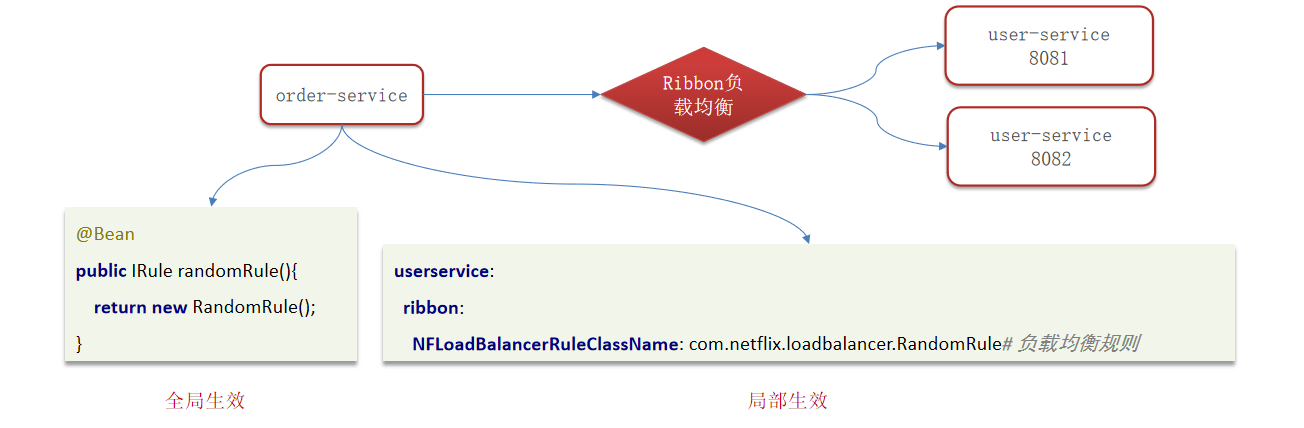 order-service
Ribbon负
载均衡
user-service
8081
user-service
8082
@Bean
public IRule randomRule(){
return new RandomRule();
}
全局生效
userservice:
ribbon:
NFLoadBalancerRuleClassName: com.netflix.loadbalancer.RandomRule# 负载均衡规则
局部生效